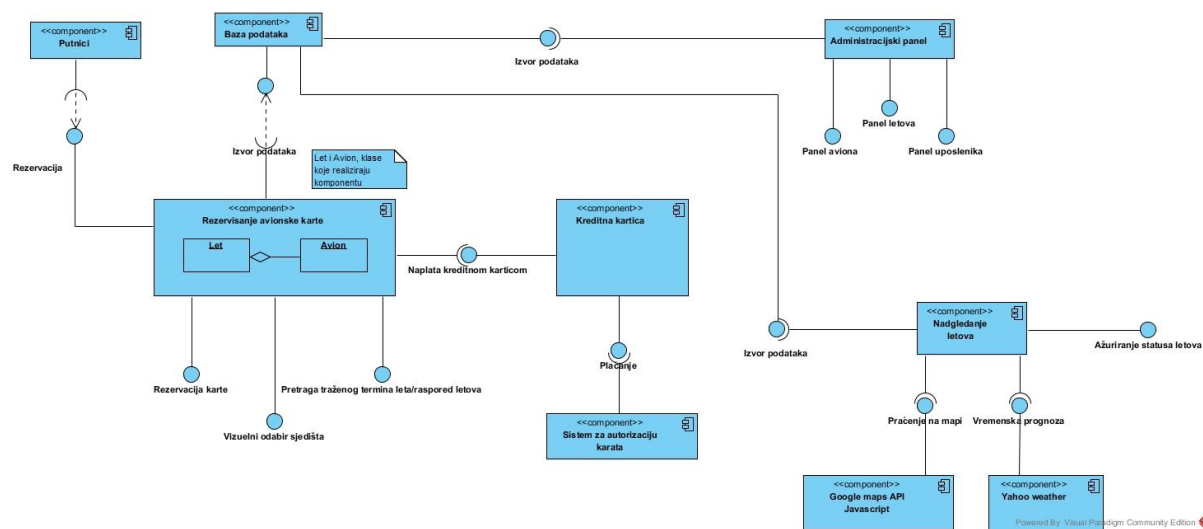 <<component>>
Putnici
<<component>>
Baza podataka
<<component>>
Administracijski panel
Izvor podataka
Panel letova
Panel aviona
Panel uposlenika
Rezervacija
Izvor podataka
Let i Avion, klase
koje realiziraju
komponentu
<<component>>
Rezervisanje avionske karte
Let
Avion
<<component>>
Kreditna kartica
Naplata kreditnom karticom
<<component>>
Nadgledanje
letova
Izvor podataka
Ažuriranje statusa letova
Plaćanje
Rezervacija karte
Pretraga traženog termina leta/raspored letova
Vizuelni odabir sjedišta
<<component>>
Sistem za autorizaciju
karata
Praćenje na mapi
Vremenska prognoza
<<component>>
Google maps API
Javascript
<<component>>
Yahoo weather
Powered By Visual Paradigm Community Edition